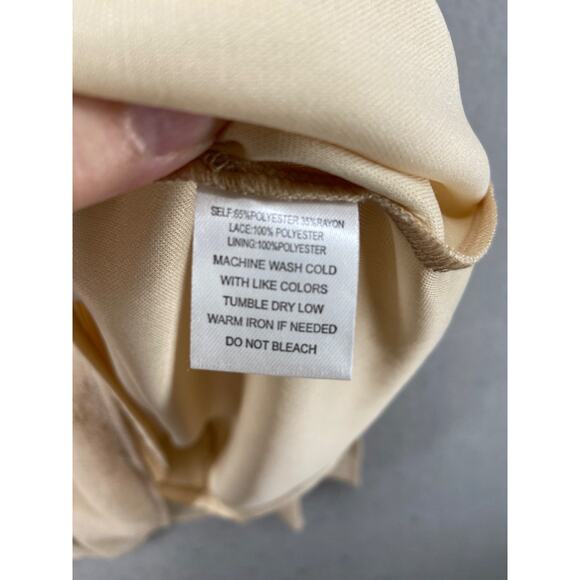 SELF:65%POLYESTER 35%RAYON
LACE:100% POLYESTER
LINING:100%POLYESTER
MACHINE WASH COLD
WITH LIKE COLORS
TUMBLE DRY LOW
WARM IRON IF NEEDED
DO NOT BLEACH